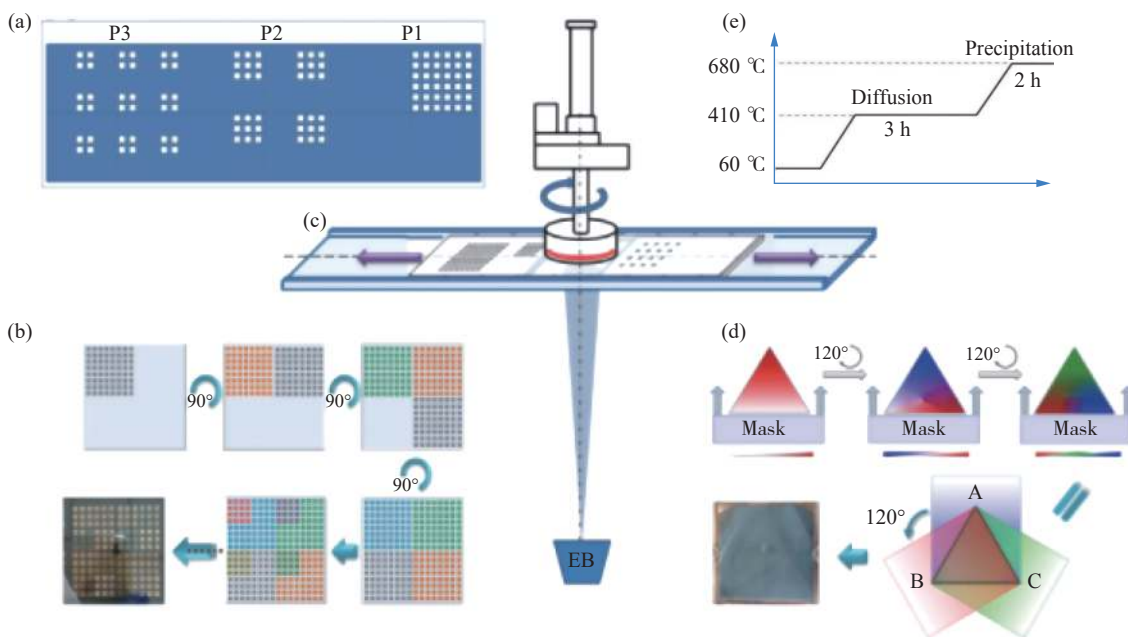 (a)
P3 P2 P1
(e)
680 ℃
Precipitation
2 h
410 ℃
Diffusion
3 h
60 ℃
(c)
(b)
90°
90°
90°
EB
(d)
120°
120°
Mask
Mask
Mask
A
120°
B
C